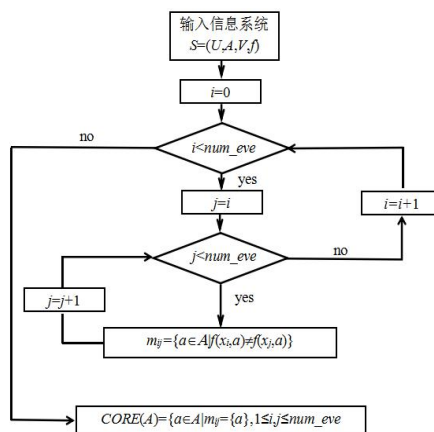 输入信息系统
S=(U,A,V,f)
i=0
no
i<num_eve
yes
j=i
i=i+1
j<num_eve
no
j=j+1
yes
mij={a∈A|f(xi,a)≠f(xj,a)}
CORE(A)={a∈A|mij={a},1≤i,j≤num_eve